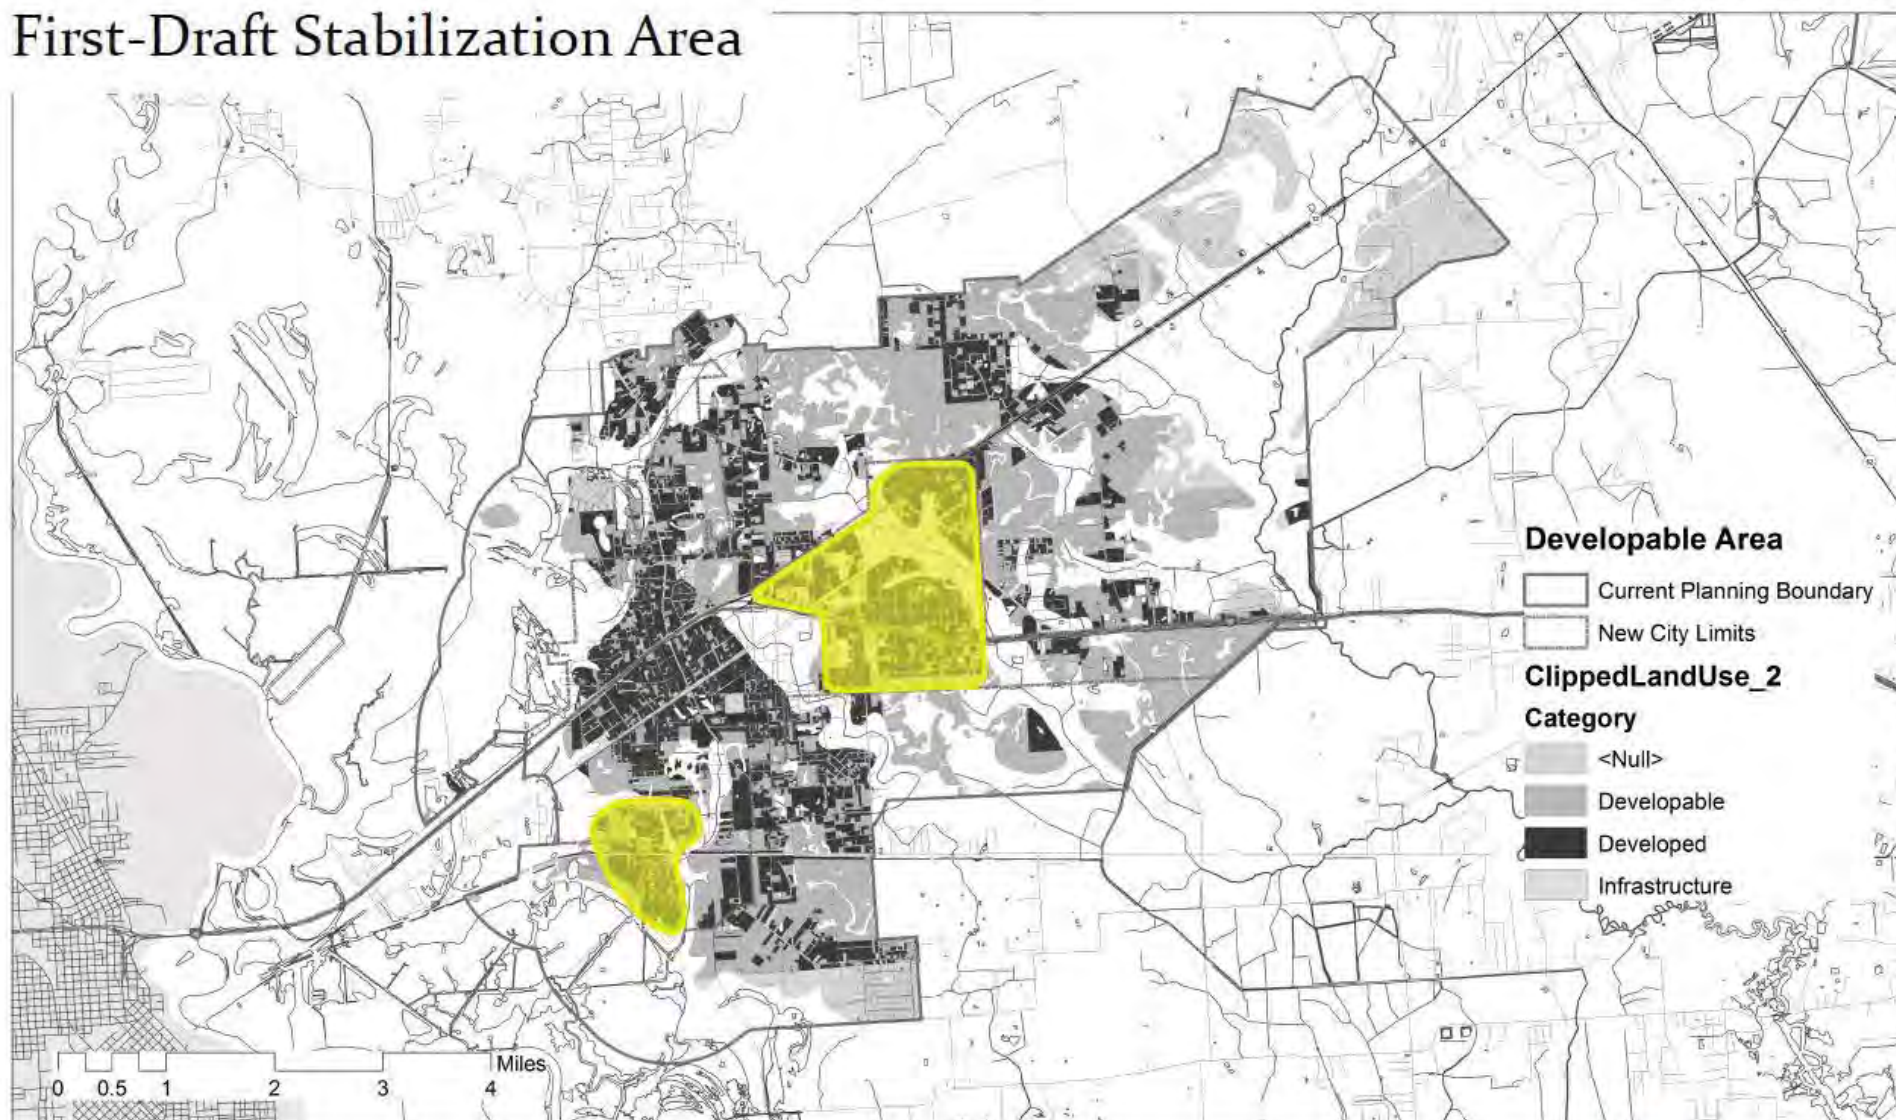 First-Draft Stabilization Area
Developable Area
Current Planning Boundary
New City Limits
ClippedLandUse_2
Category
<Null>
Developable
Developed
Infrastructure
Miles
0 0.5 1 2 3 4